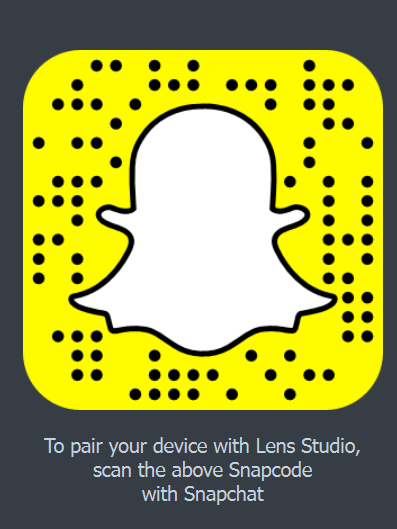 To pair your device with Lens Studio,
scan the above Snapcode
with Snapchat